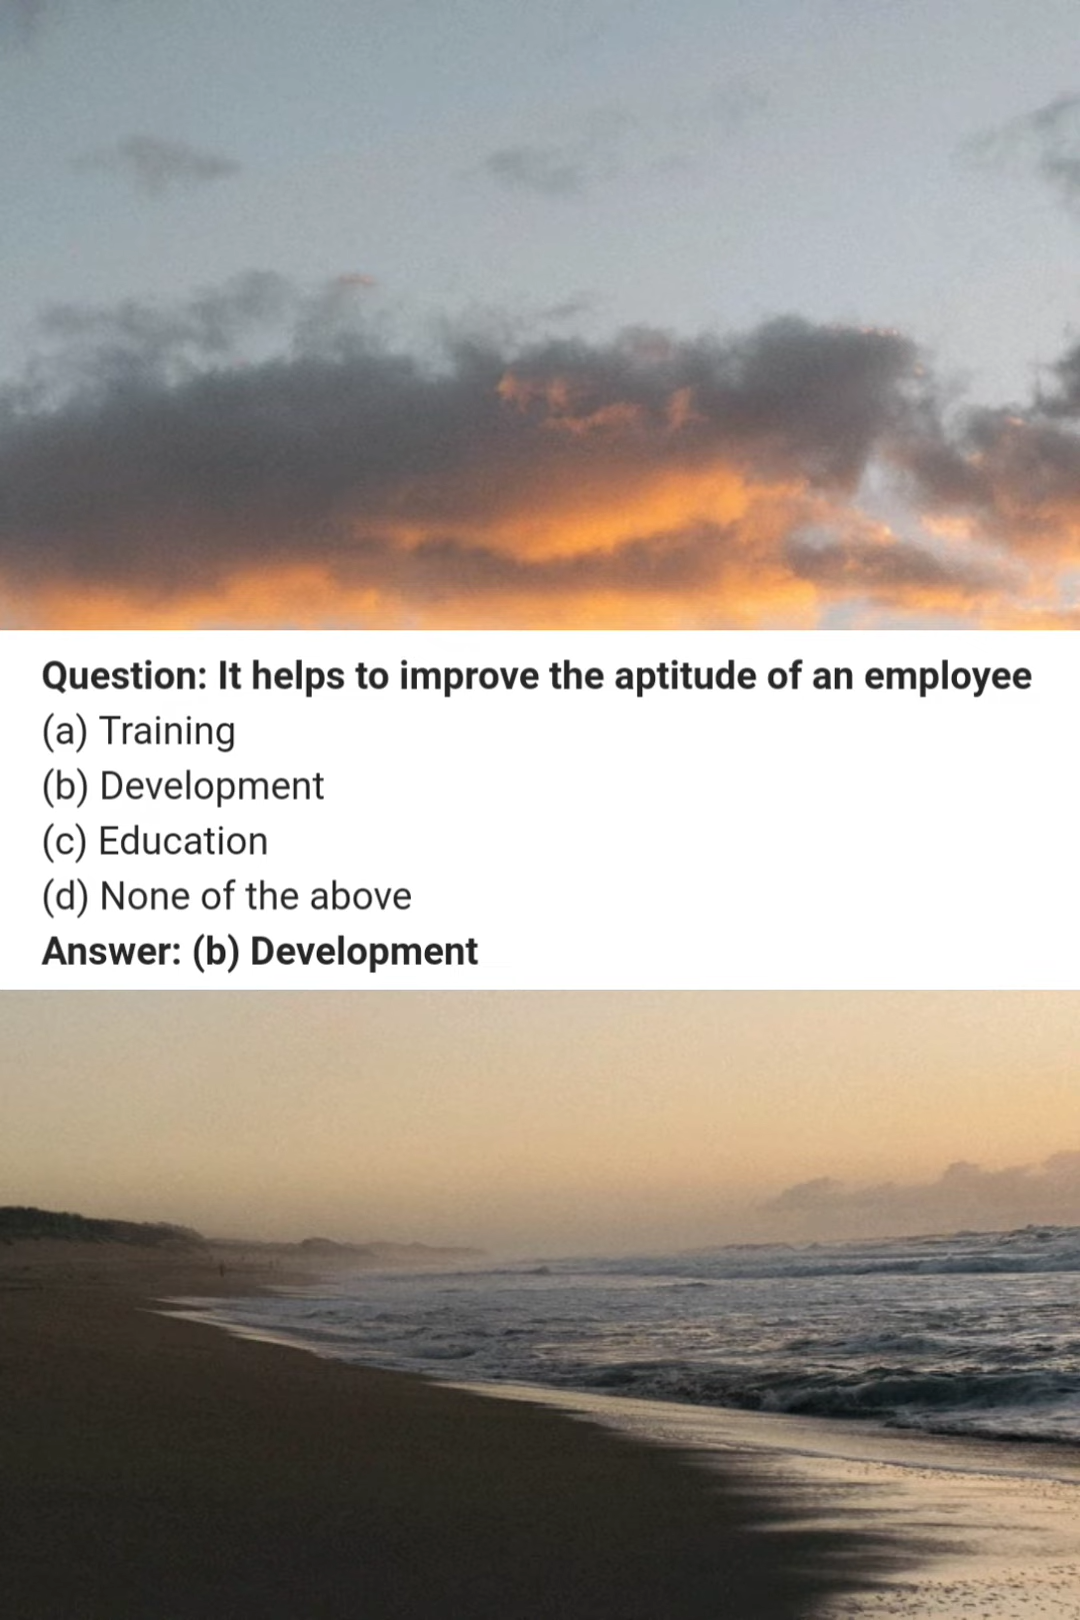 Question: It helps to improve the aptitude of an employee
(a) Training
(b) Development
(c) Education
(d) None of the above
Answer: (b) Development